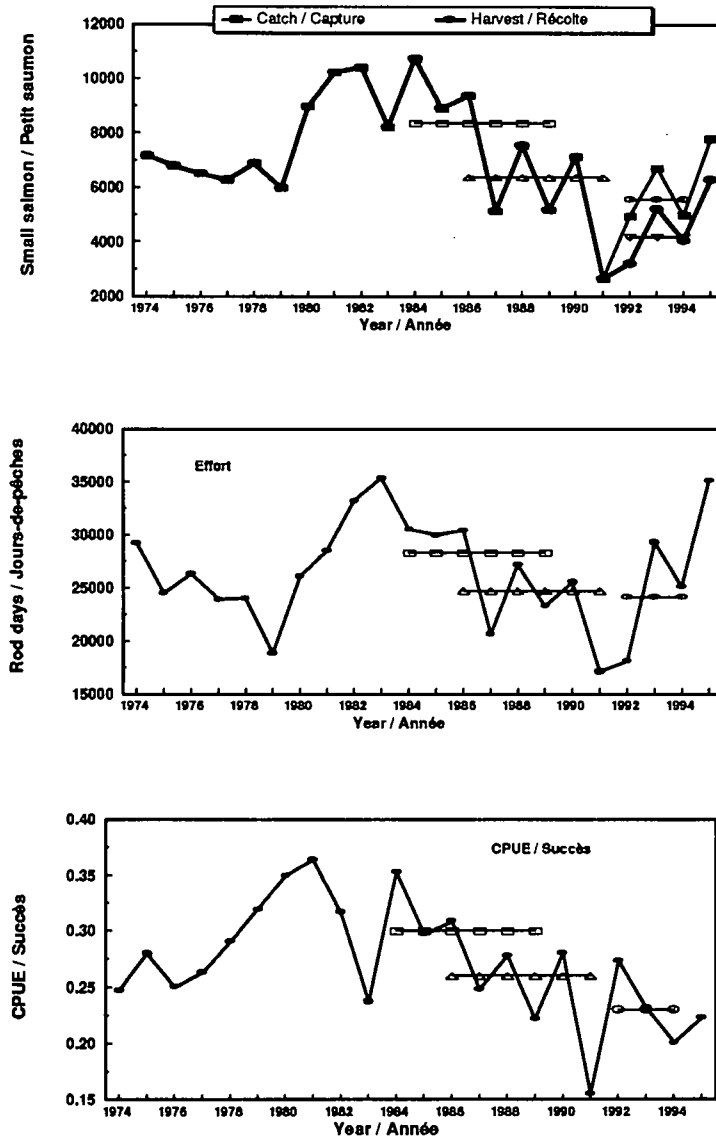 Catch / Capture Harvest / Récolte
Small salmon / Petit saumon
12000
10000
8000
6000
4000
2000
1974 1976 1978 1980 1982 1984 1986 1988 1990 1992 1994
Year / Année
Rod days / Jours-de-pêches
Effort
40000
35000
30000
25000
20000
15000
1974 1976 1978 1980 1982 1984 1986 1988 1990 1992 1994
Year / Année
CPUE / Succès
CPUE / Succès
0.40
0.35
0.30
0.25
0.20
0.15
1974 1976 1978 1980 1982 1984 1986 1988 1990 1992 1994
Year / Année